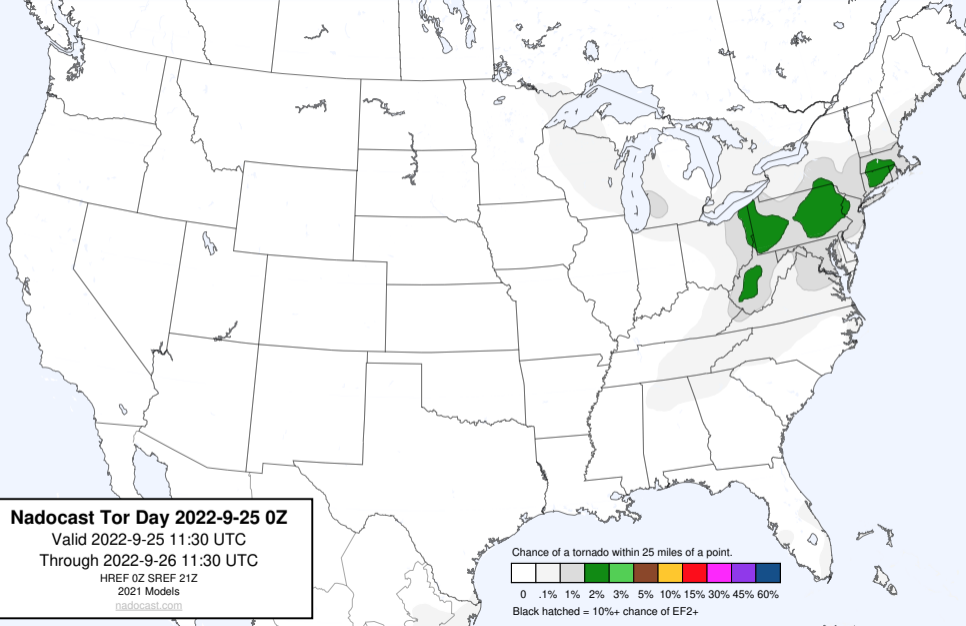 Nadocast Tor Day 2022-9-25 0Z
Valid 2022-9-25 11:30 UTC
Through 2022-9-26 11:30 UTC
HREF 0Z SREF 21Z
2021 Models
nadocast.com
Chance of a tornado within 25 miles of a point.
0 .1% 1% 2% 3% 5% 10% 15% 30% 45% 60%
Black hatched = 10%+ chance of EF2+